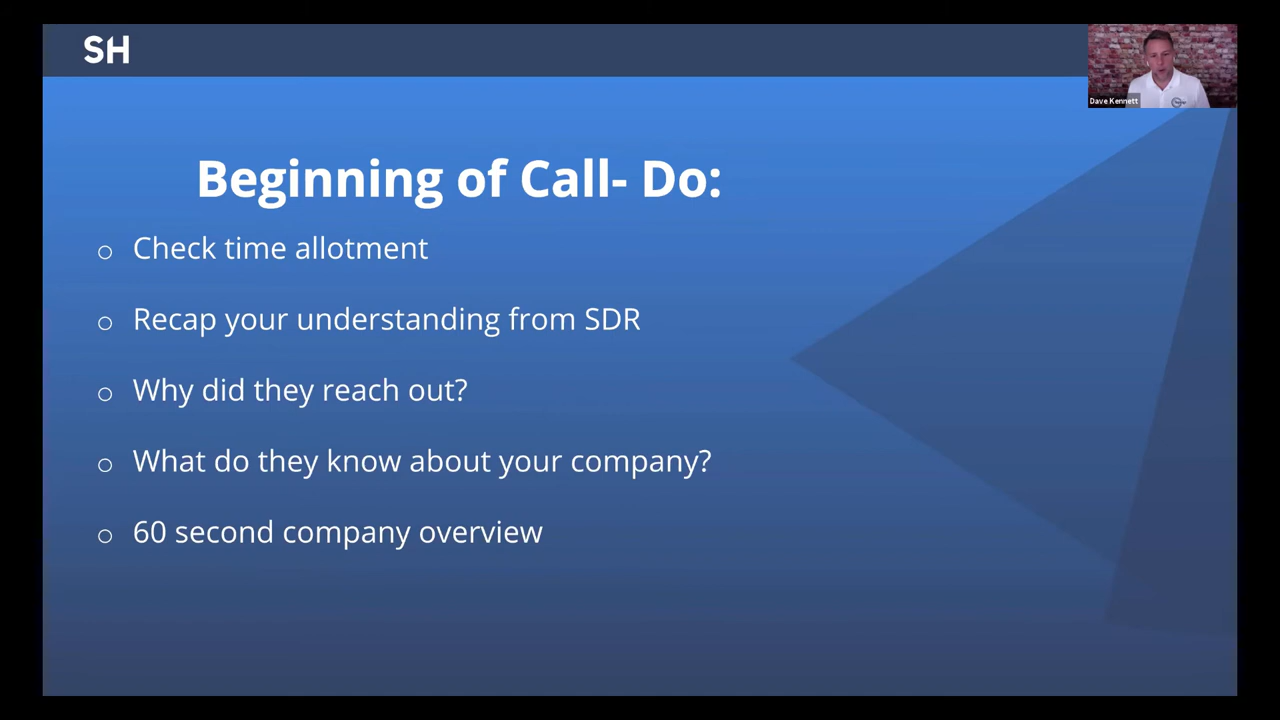 SH
Dave Kennett
Beginning of Call- Do:
Check time allotment
Recap your understanding from SDR
Why did they reach out?
What do they know about your company?
60 second company overview